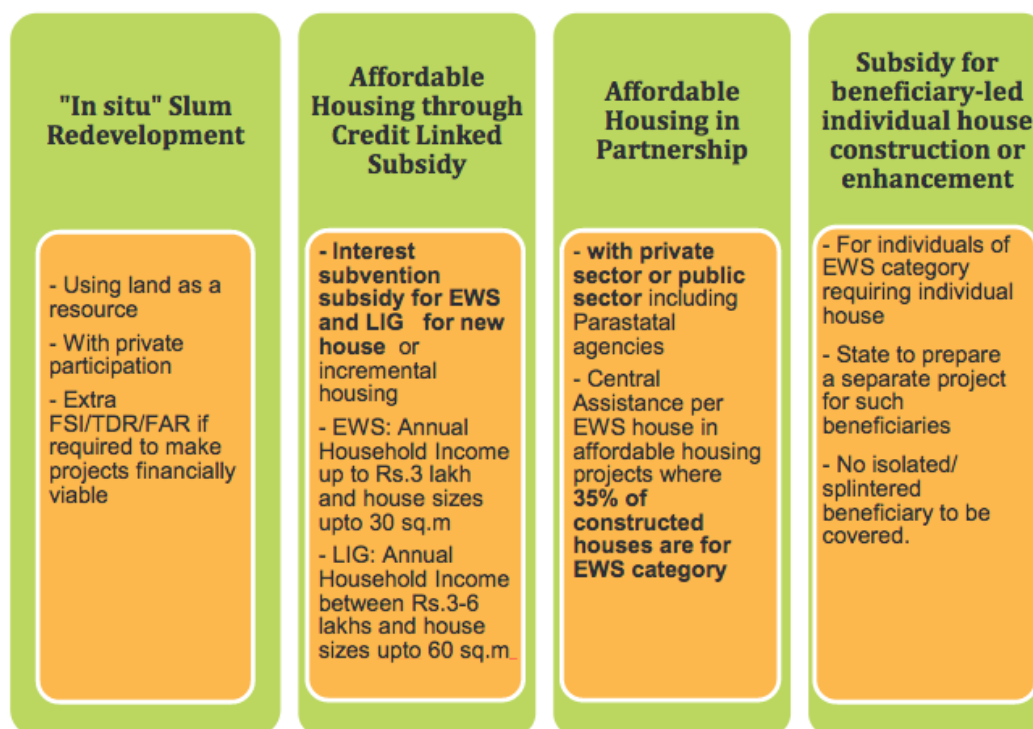 "In situ" Slum
Redevelopment
- Using land as a
resource
- With private
participation
- Extra
FSI/TDR/FAR if
required to make
projects financially
viable
Affordable
Housing through
Credit Linked
Subsidy
- Interest
subvention
subsidy for EWS
and LIG for new
house or
incremental
housing
- EWS: Annual
Household Income
up to Rs.3 lakh
and house sizes
upto 30 sq.m
- LIG: Annual
Household Income
between Rs.3-6
lakhs and house
sizes upto 60 sq.m_
Affordable
Housing in
Partnership
- with private
sector or public
sector including
Parastatal
agencies
- Central
Assistance per
EWS house in
affordable housing
projects where
35% of
constructed
houses are for
EWS category
Subsidy for
beneficiary-led
individual house
construction or
enhancement
- For individuals of
EWS category
requiring individual
house
- State to prepare
a separate project
for such
beneficiaries
- No isolated/
splintered
beneficiary to be
covered.